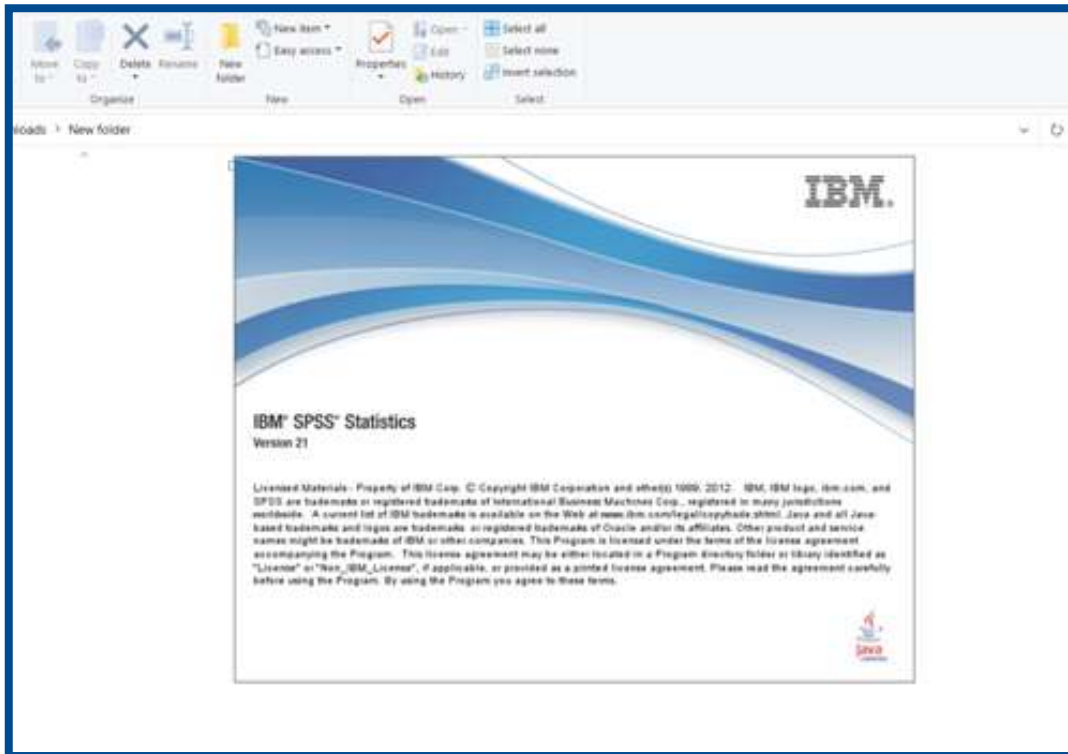 New item
Easy access
Move to
Copy to
Delete
Rename
New folder
Properties
Open
Edit
History
Select all
Select none
Invert selection
Organize
New
Open
Select
nloads > New folder
IBM®
IBM® SPSS® Statistics
Version 21
Licensed Materials - Property of IBM Corp. © Copyright IBM Corporation and other(s) 1989, 2012. IBM, IBM logo, ibm.com, and
SPSS are trademarks or registered trademarks of International Business Machines Corp., registered in many jurisdictions
worldwide. A current list of IBM trademarks is available on the Web at www.ibm.com/legal/copytrade.shtml. Java and all Java-
based trademarks and logos are trademarks or registered trademarks of Oracle and/or its affiliates. Other product and service
names might be trademarks of IBM or other companies. This Program is licensed under the terms of the license agreement
accompanying the Program. This license agreement may be either located in a Program directory folder or library identified as
"License" or "Non_IBM_License", if applicable, or provided as a printed license agreement. Please read the agreement carefully
before using the Program. By using the Program you agree to these terms.
Java